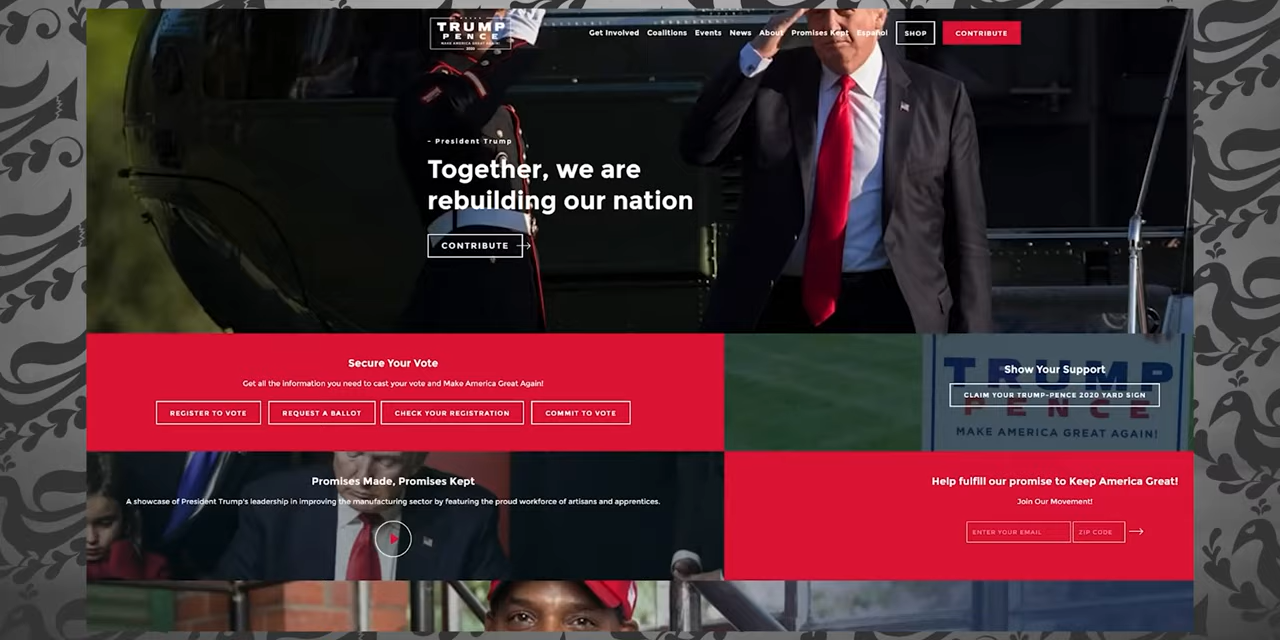 TRUMP
PENCE
MAKE AMERICA GREAT AGAIN!
2020
Get Involved Coalitions Events News About Promises Kept Español SHOP CONTRIBUTE
– President Trump
Together, we are
rebuilding our nation
CONTRIBUTE
Secure Your Vote
Get all the information you need to cast your vote and Make America Great Again!
REGISTER TO VOTE REQUEST A BALLOT CHECK YOUR REGISTRATION COMMIT TO VOTE
TRUMP
Show Your Support
CLAIM YOUR TRUMP-PENCE 2020 YARD SIGN
PENCE
MAKE AMERICA GREAT AGAIN!
Promises Made, Promises Kept
A showcase of President Trump's leadership in improving the manufacturing sector by featuring the proud workforce of artisans and apprentices.
Help fulfill our promise to Keep America Great!
Join Our Movement!
ENTER YOUR EMAIL ZIP CODE